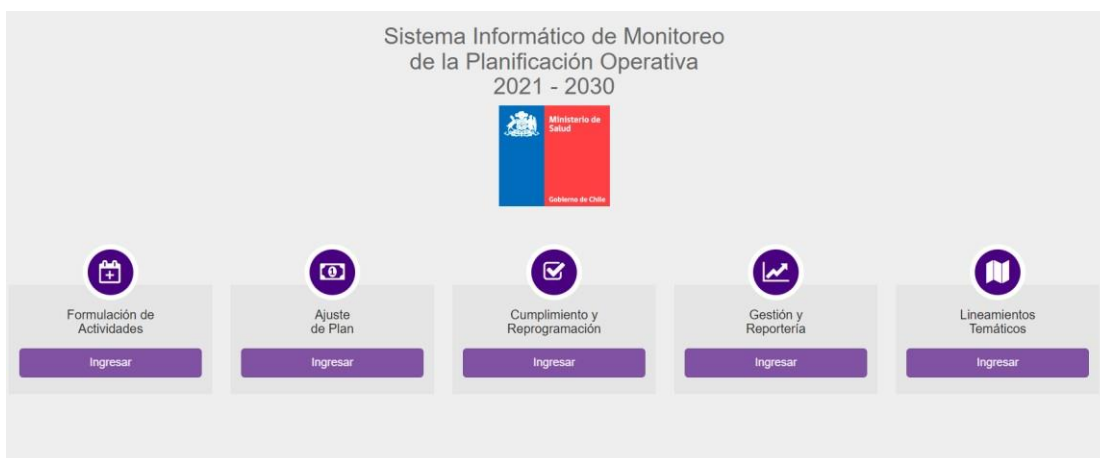 Sistema Informático de Monitoreo
de la Planificación Operativa
2021 - 2030
Ministerio de
Salud
Gobierno de Chile
Formulación de
Actividades
Ingresar
Ajuste
de Plan
Ingresar
Cumplimiento y
Reprogramación
Ingresar
Gestión y
Reportería
Ingresar
Lineamientos
Temáticos
Ingresar